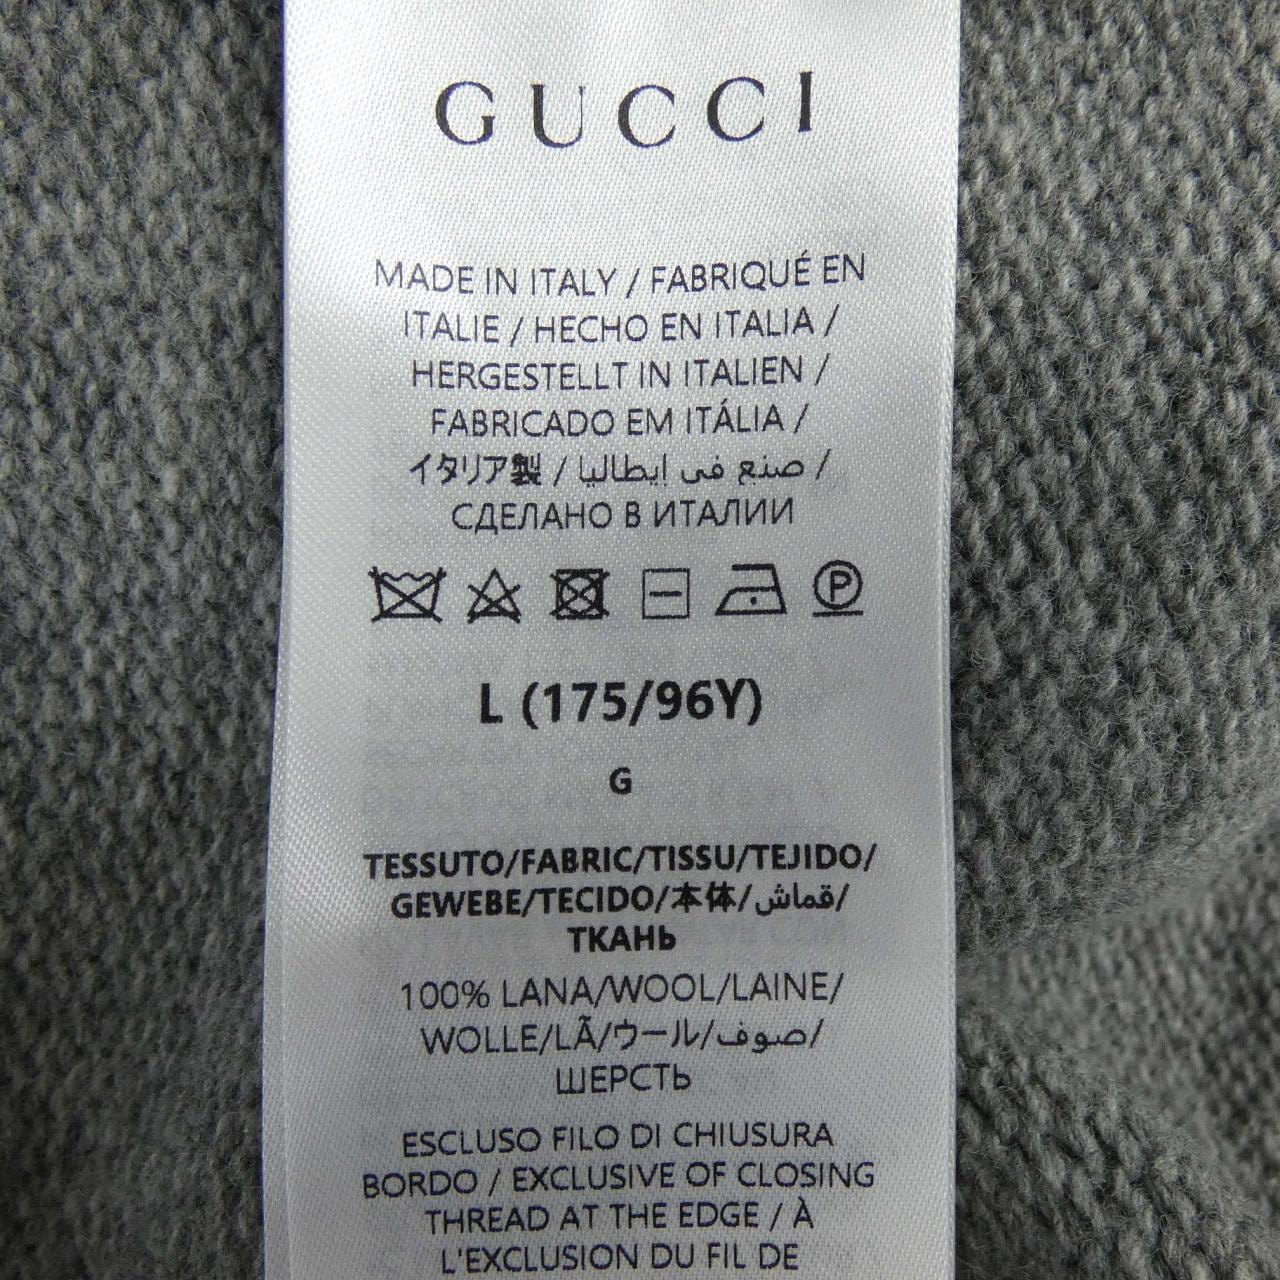 GUCCI
MADE IN ITALY / FABRIQUÉ EN
ITALIE / HECHO EN ITALIA /
HERGESTELLT IN ITALIEN /
FABRICADO EM ITÁLIA /
イタリア製 / صنع في إيطاليا /
СДЕЛАНО В ИТАЛИИ
P
L (175/96Y)
G
TESSUTO/FABRIC/TISSU/TEJIDO/
GEWEBE/TECIDO/本体/قماش/
ТКАНЬ
100% LANA/WOOL/LAINE/
WOLLE/LÃ/ウール/صوف/
ШЕРСТЬ
ESCLUSO FILO DI CHIUSURA
BORDO / EXCLUSIVE OF CLOSING
THREAD AT THE EDGE / À
L'EXCLUSION DU FIL DE